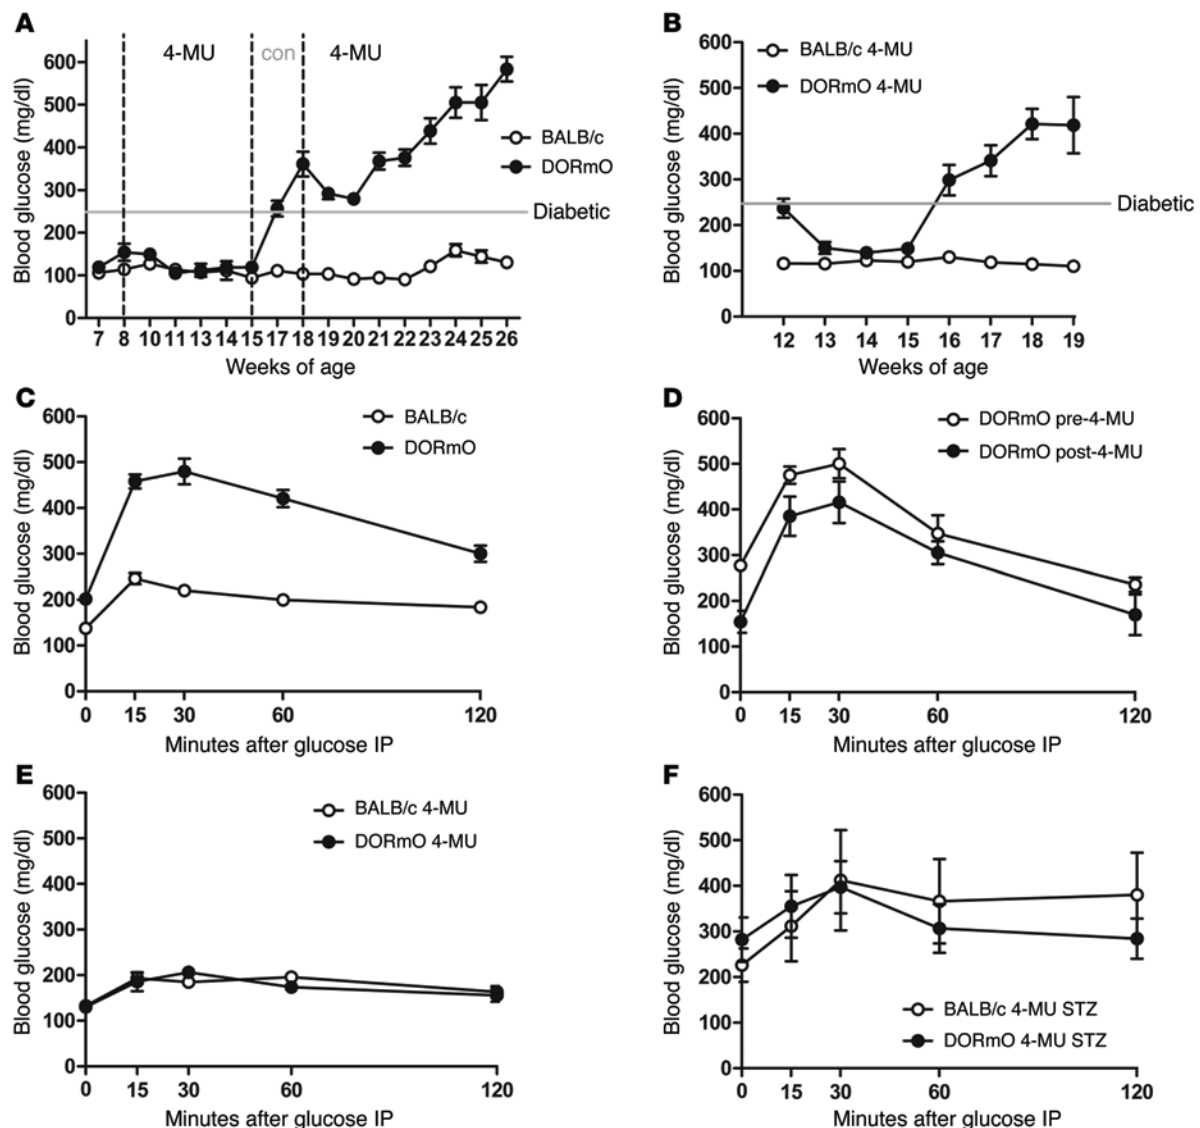 A
4-MU
con
4-MU
600
500
400
300
200
100
0
Blood glucose (mg/dl)
BALB/c
DORmO
Diabetic
7 8 10 11 13 14 15 17 18 19 20 21 22 23 24 25 26
Weeks of age
B
BALB/c 4-MU
DORmO 4-MU
600
500
400
300
200
100
0
Blood glucose (mg/dl)
Diabetic
12 13 14 15 16 17 18 19
Weeks of age
C
BALB/c
DORmO
600
500
400
300
200
100
0
Blood glucose (mg/dl)
0 15 30 60 120
Minutes after glucose IP
D
DORmO pre-4-MU
DORmO post-4-MU
600
500
400
300
200
100
0
Blood glucose (mg/dl)
0 15 30 60 120
Minutes after glucose IP
E
BALB/c 4-MU
DORmO 4-MU
600
500
400
300
200
100
0
Blood glucose (mg/dl)
0 15 30 60 120
Minutes after glucose IP
F
600
500
400
300
200
100
0
Blood glucose (mg/dl)
BALB/c 4-MU STZ
DORmO 4-MU STZ
0 15 30 60 120
Minutes after glucose IP